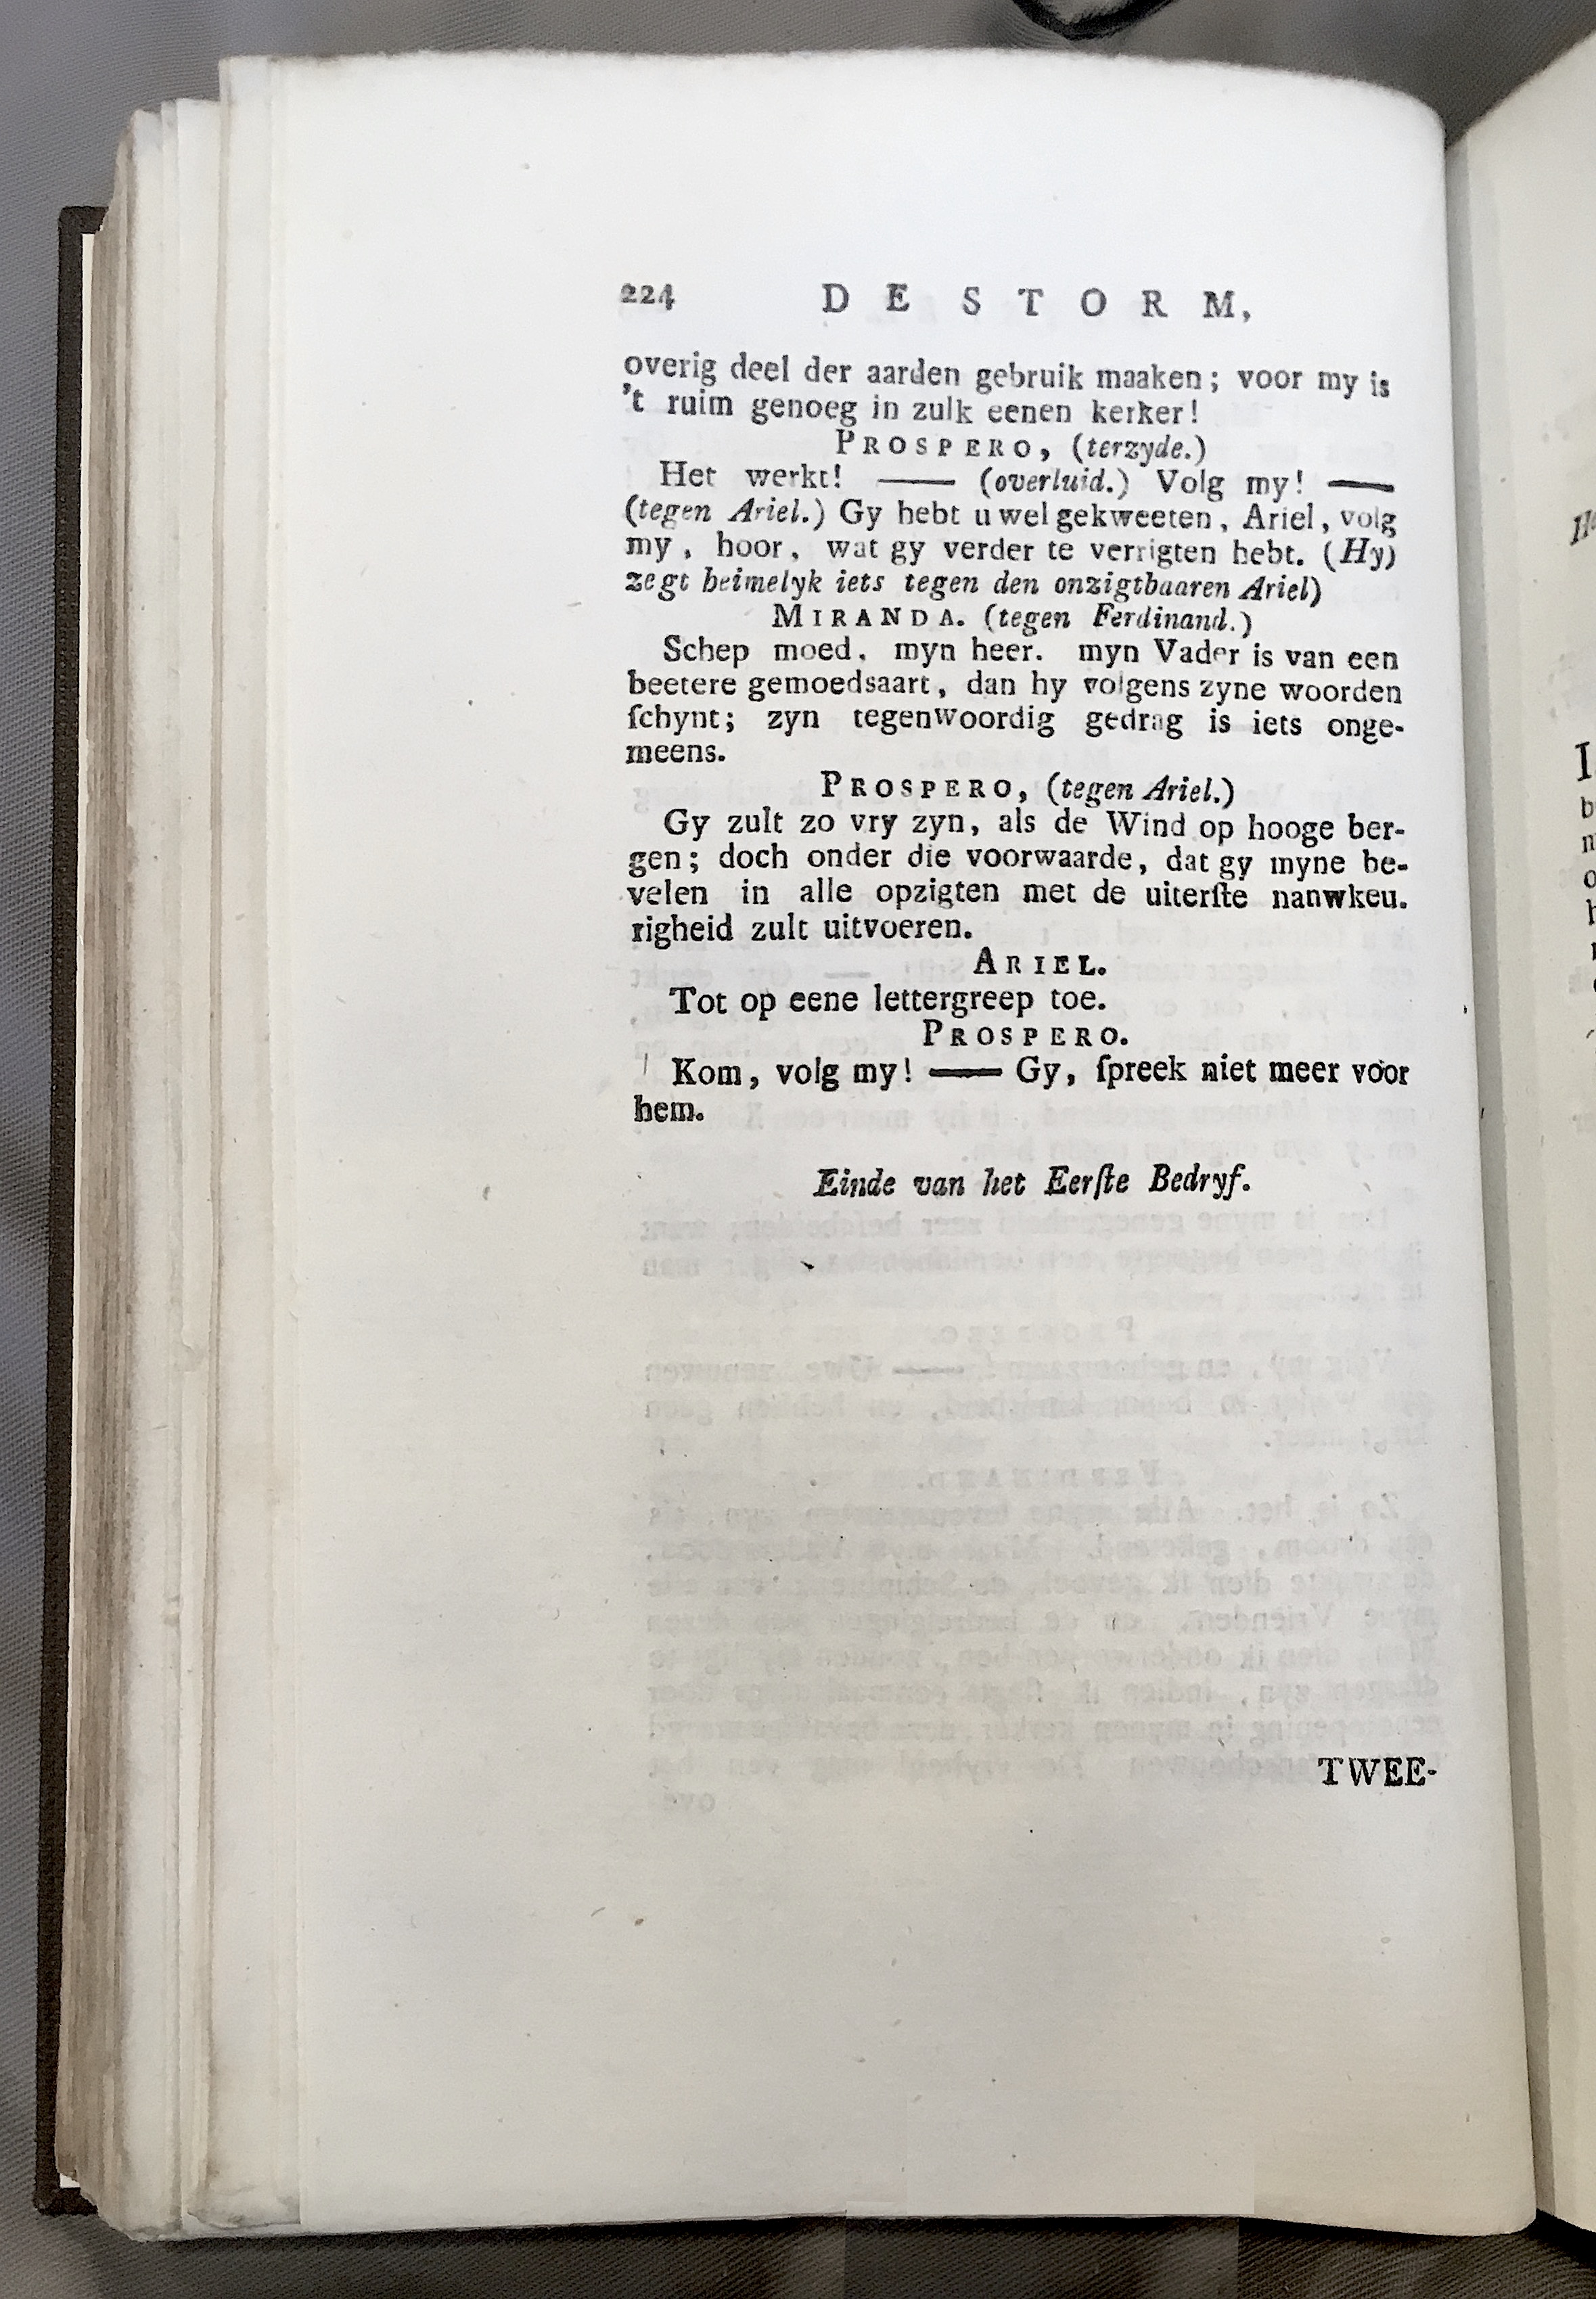 224 DE STORM,
overig deel der aarden gebruik maaken; voor my is
't ruim genoeg in zulk eenen kerker!
PROSPERO, (terzyde.)
Het werkt! —— (overluid.) Volg my! ——
(tegen Ariel.) Gy hebt u wel gekweeten, Ariel, volg
my, hoor, wat gy verder te verrigten hebt. (Hy)
zegt heimelyk iets tegen den onzigtbaaren Ariel)
MIRANDA. (tegen Ferdinand.)
Schep moed, myn heer. myn Vader is van een
beetere gemoedsaart, dan hy volgens zyne woorden
ſchynt; zyn tegenwoordig gedrag is iets onge-
meens.
PROSPERO, (tegen Ariel.)
Gy zult zo vry zyn, als de Wind op hooge ber-
gen; doch onder die voorwaarde, dat gy myne be-
velen in alle opzigten met de uiterſte nanwkeu.
righeid zult uitvoeren.
ARIEL.
Tot op eene lettergreep toe.
PROSPERO.
Kom, volg my! —— Gy, ſpreek niet meer voor
hem.
Einde van het Eerſte Bedryf.
TWEE-